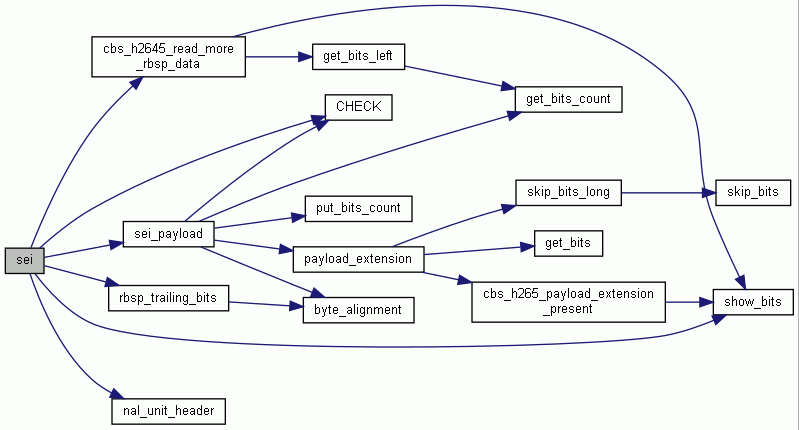 cbs_h2645_read_more
_rbsp_data
get_bits_left
get_bits_count
CHECK
skip_bits_long
skip_bits
put_bits_count
sei_payload
get_bits
payload_extension
sei
rbsp_trailing_bits
byte_alignment
cbs_h265_payload_extension
_present
show_bits
nal_unit_header